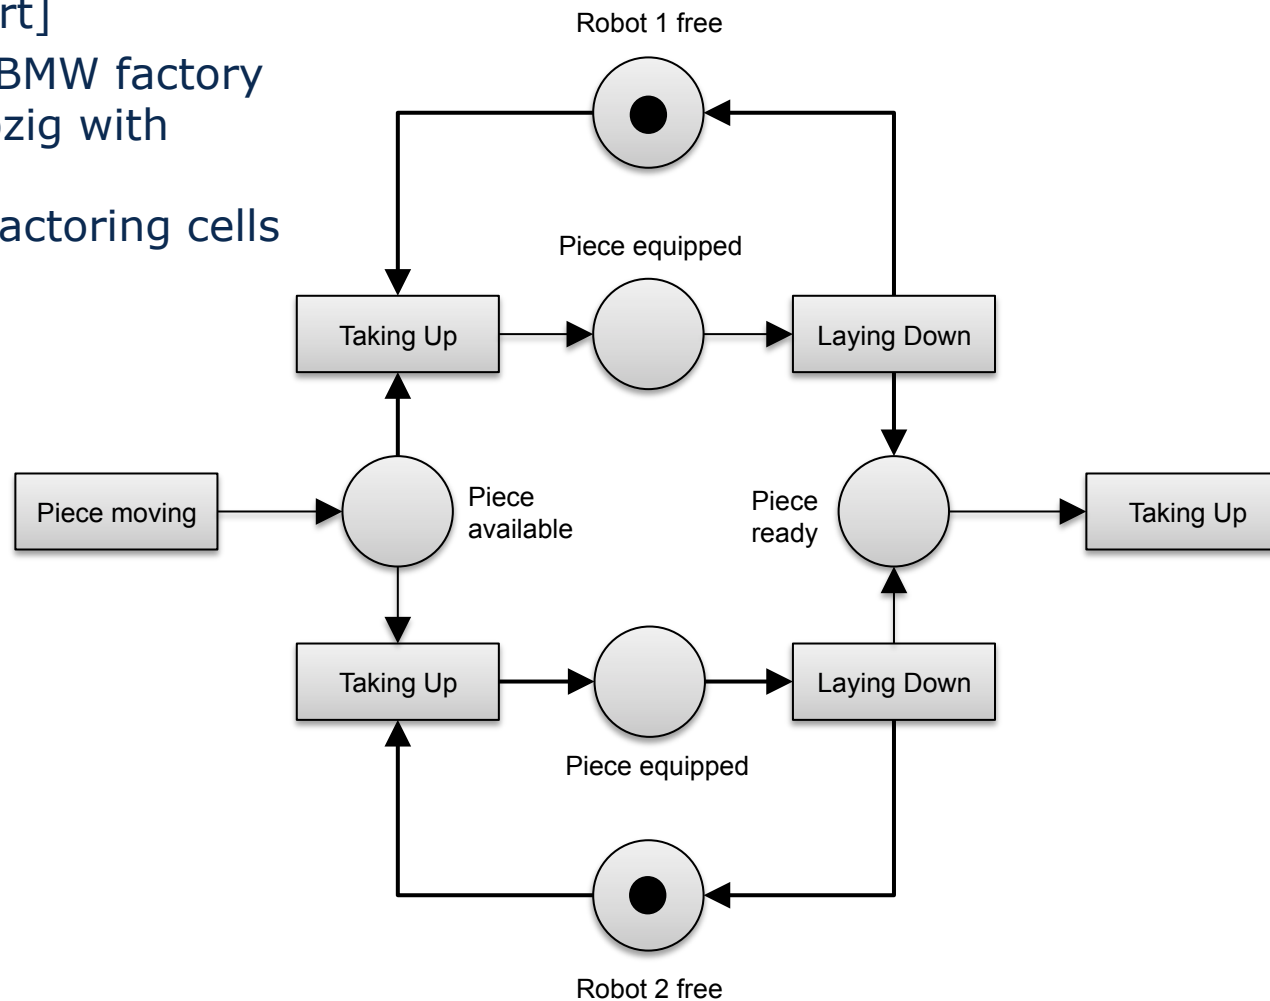 rt]
BMW factory
zig with
actoring cells
Robot 1 free
Piece equipped
Taking Up
Laying Down
Piece moving
Piece
available
Piece
ready
Taking Up
Taking Up
Laying Down
Piece equipped
Robot 2 free